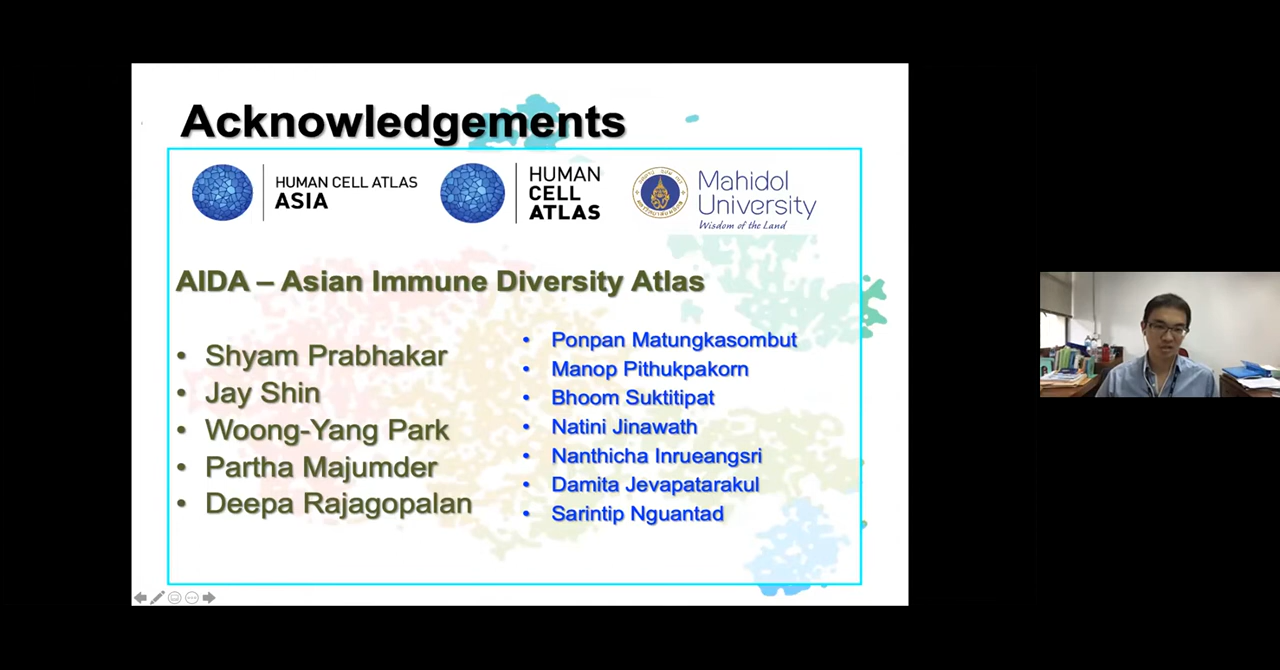 Acknowledgements
HUMAN CELL ATLAS
ASIA
HUMAN
CELL
ATLAS
Mahidol
University
Wisdom of the Land
AIDA – Asian Immune Diversity Atlas
• Shyam Prabhakar
• Jay Shin
• Woong-Yang Park
• Partha Majumder
• Deepa Rajagopalan
• Ponpan Matungkasombut
• Manop Pithukpakorn
• Bhoom Suktitipat
• Natini Jinawath
• Nanthicha Inrueangsri
• Damita Jevapatarakul
• Sarintip Nguantad